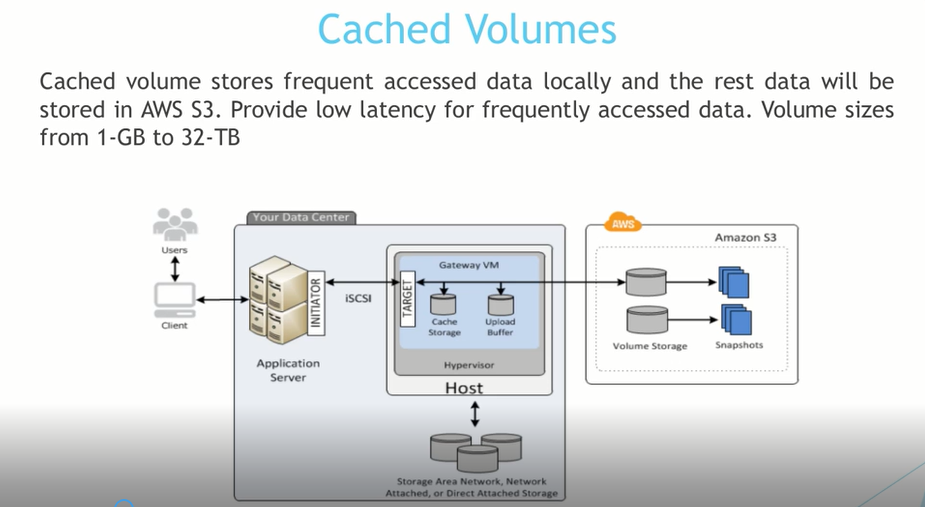 Cached Volumes
Cached volume stores frequent accessed data locally and the rest data will be
stored in AWS S3. Provide low latency for frequently accessed data. Volume sizes
from 1-GB to 32-TB
Your Data Center
AWS
Amazon S3
Users
Client
INITIATOR
iSCSI
TARGET
Gateway VM
Cache
Storage
Upload
Buffer
Hypervisor
Host
Application
Server
Volume Storage
Snapshots
Storage Area Network, Network
Attached, or Direct Attached Storage